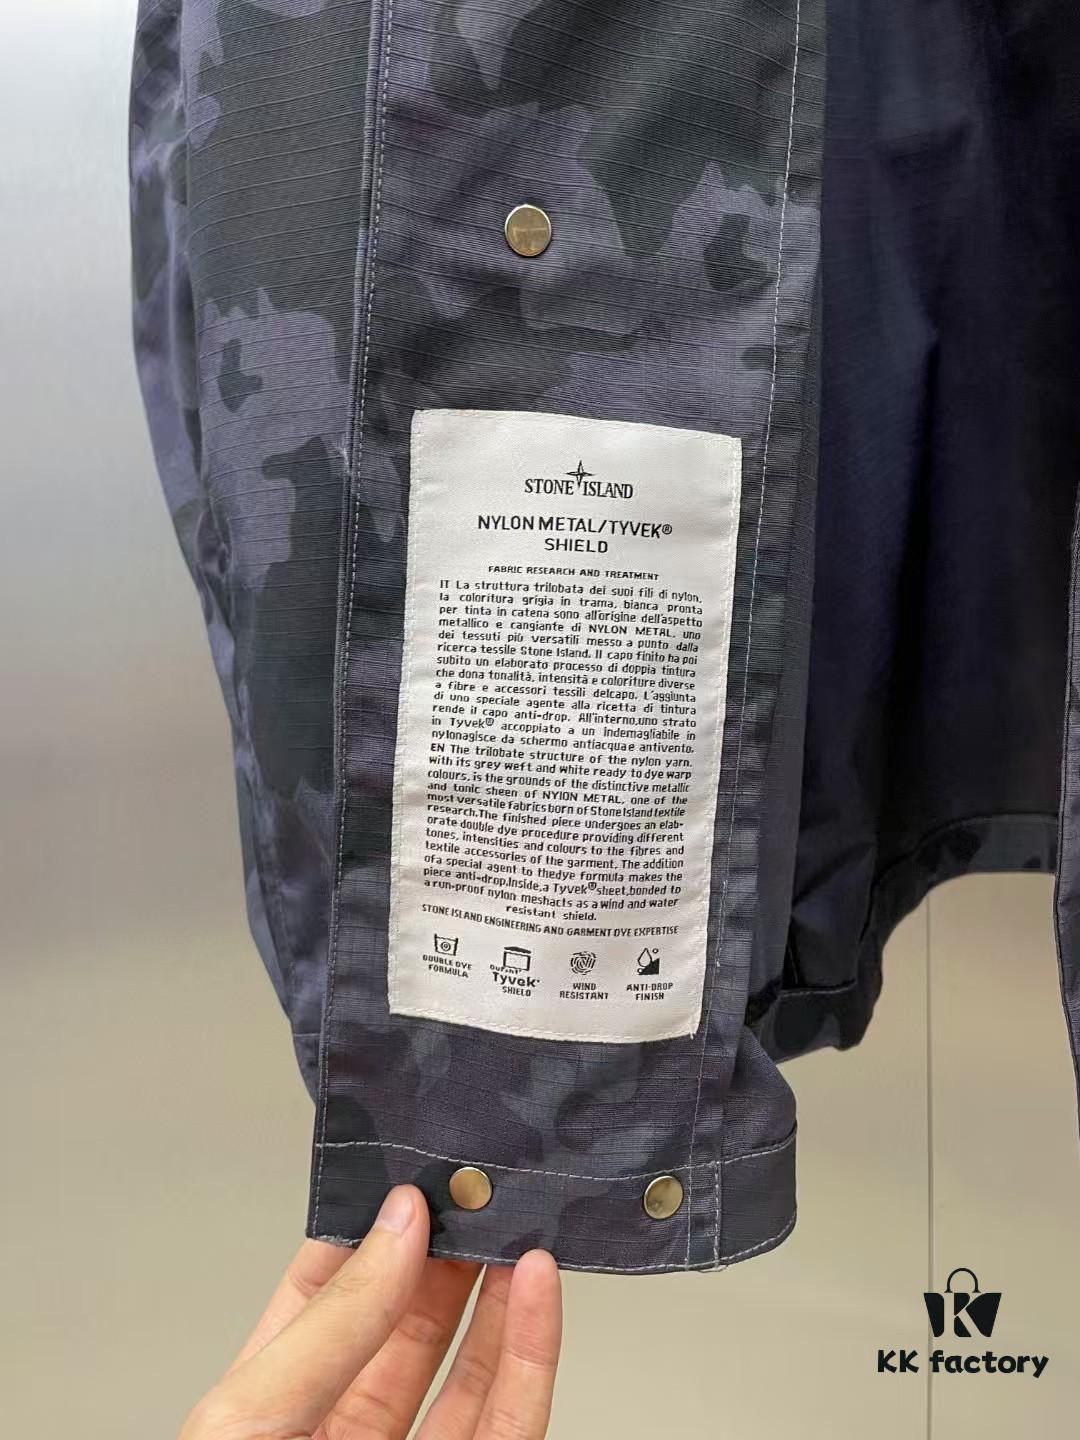 STONE ISLAND
NYLON METAL/TYVEK®
SHIELD
FABRIC RESEARCH AND TREATMENT
IT La struttura trilobata dei suoi fili di nylon,
la coloritura grigia in trama, bianca pronta
per tinta in catena sono all'origine dell'aspetto
metallico e cangiante di NYLON METAL, uno
dei tessuti più versatili messo a punto dalla
ricerca tessile Stone Island. Il capo finito ha poi
subito un elaborato processo di doppia tintura
che dona tonalità, intensità e coloriture diverse
a fibre e accessori tessili delcapo. L'aggiunta
di uno speciale agente alla ricetta di tintura
rende il capo anti-drop. All'interno,uno strato
in Tyvek® accoppiato a un indemagliabile in
nylonagisce da schermo antiacqua e antivento.
EN The trilobate structure of the nylon yarn.
with its grey weft and white ready to dye warp
colours, is the grounds of the distinctive metallic
and tonic sheen of NYION METAL, one of the
most versatile fabrics born of Stone Island textile
research.The finished piece undergoes an elab-
orate double dye procedure providing different
tones, intensities and colours to the fibres and
textile accessories of the garment. The addition
ofa special agent to thedye formula makes the
piece anti-drop,Inside,a Tyvek®sheet,bonded to
a run-proof nylon meshacts as a wind and water
resistant shield.
STONE ISLAND ENGINEERING AND GARMENT DYE EXPERTISE
DOUBLE DYE
FORMULA
Tyvek®
SHIELD
WIND
RESISTANT
ANTI-DROP
FINISH
KK factory